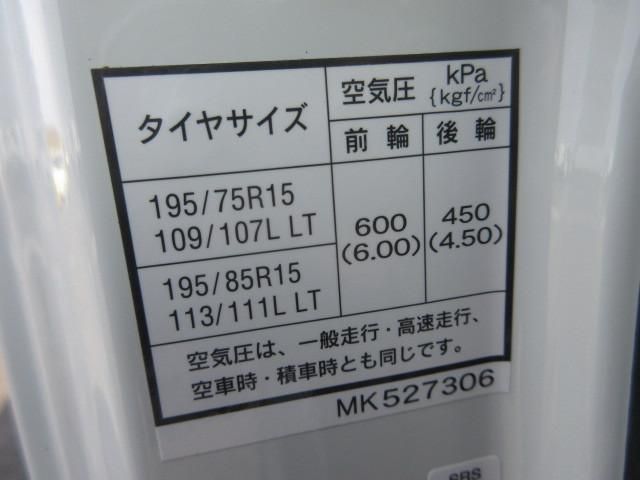 タイヤサイズ
空気圧 kPa
{kgf/cm²}
前輪 後輪
195/75R15
109/107L LT
600
(6.00)
450
(4.50)
195/85R15
113/111L LT
空気圧は、一般走行・高速走行、
空車時・積車時とも同じです。
MK527306
SRS